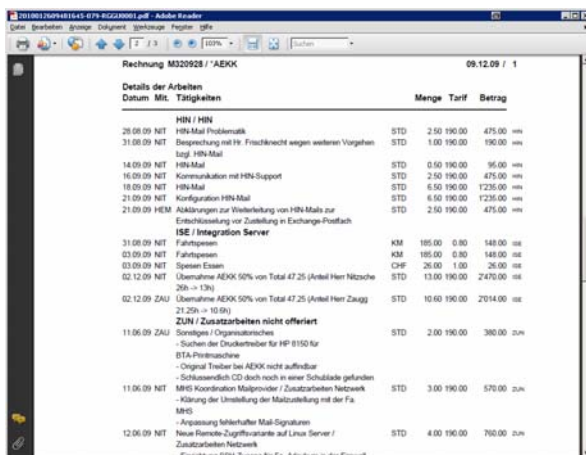 2010012609481645-079-RGGU0001.pdf - Adobe Reader
Datei Bearbeiten Anzeige Dokument Werkzeuge Fenster Hilfe
2 / 3 103% Suchen
Rechnung M320928 / *AEKK 09.12.09 / 1
Details der Arbeiten
Datum Mit. Tätigkeiten Menge Tarif Betrag
HIN / HIN
28.08.09 NIT HIN-Mail Problematik STD 2.50 190.00 475.00 HIN
31.08.09 NIT Besprechung mit Hr. Frischknecht wegen weiteren Vorgehen STD 1.00 190.00 190.00 HIN
bzgl. HIN-Mail
14.09.09 NIT HIN-Mail STD 0.50 190.00 95.00 HIN
16.09.09 NIT Kommunikation mit HIN-Support STD 2.50 190.00 475.00 HIN
18.09.09 NIT HIN-Mail STD 6.50 190.00 1'235.00 HIN
21.09.09 NIT Konfiguration HIN-Mail STD 6.50 190.00 1'235.00 HIN
21.09.09 HEM Abklärungen zur Weiterleitung von HIN-Mails zur STD 2.50 190.00 475.00 HIN
Entschlüsselung vor Zustellung in Exchange-Postfach
ISE / Integration Server
31.08.09 NIT Fahrtspesen KM 185.00 0.80 148.00 ISE
03.09.09 NIT Fahrtspesen KM 185.00 0.80 148.00 ISE
03.09.09 NIT Spesen Essen CHF 26.00 1.00 26.00 ISE
02.12.09 NIT Übernahme AEKK 50% von Total 47.25 (Anteil Herr Nitzsche STD 13.00 190.00 2'470.00 ISE
26h -> 13h)
02.12.09 ZAU Übernahme AEKK 50% von Total 47.25 (Anteil Herr Zaugg STD 10.60 190.00 2'014.00 ISE
21.25h -> 10.6h)
ZUN / Zusatzarbeiten nicht offeriert
11.06.09 ZAU Sonstiges / Organisatorisches STD 2.00 190.00 380.00 ZUN
- Suchen der Druckertreiber für HP 8150 für
BTA-Printmaschine
- Original Treiber bei AEKK nicht auffindbar
- Schlussendlich CD doch noch in einer Schublade gefunden
11.06.09 NIT MHS Koordination Mailprovider / Zusatzarbeiten Netzwerk STD 3.00 190.00 570.00 ZUN
- Klärung der Umstellung der Mailzustellung mit der Fa.
MHS
- Anpassung fehlerhafter Mail-Signaturen
12.06.09 NIT Neue Remote-Zugriffsvariante auf Linux Server / STD 4.00 190.00 760.00 ZUN
Zusatzarbeiten Netzwerk